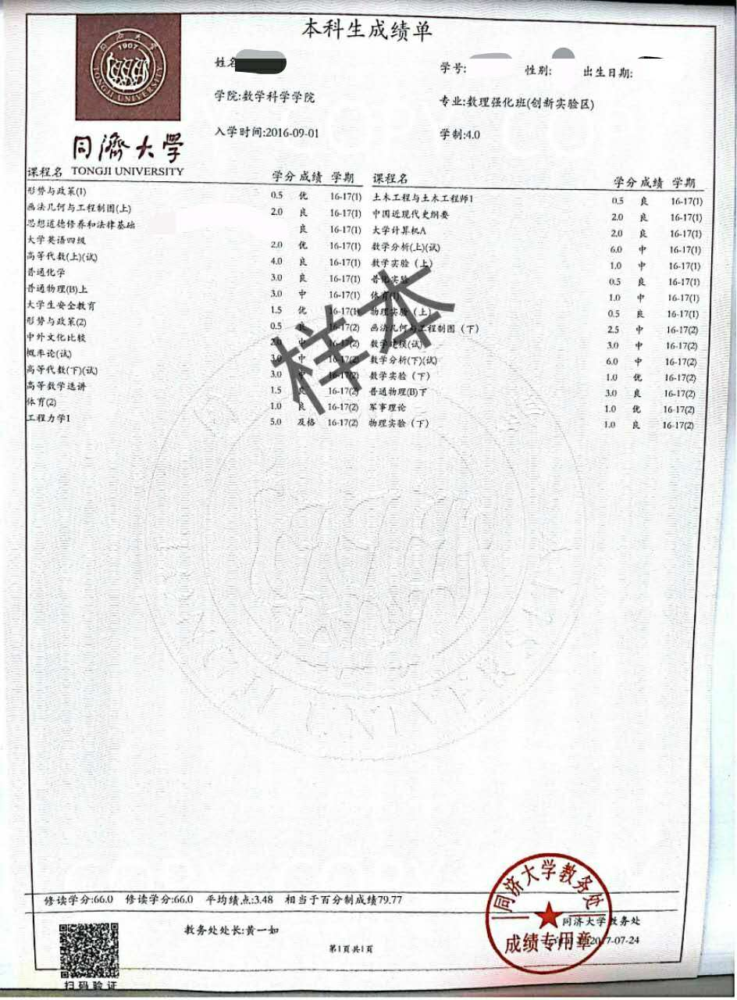 本科生成绩单
同濟大学
1907
TONGJI UNIVERSITY
同濟大学
TONGJI UNIVERSITY
姓名
学号:
性别:
出生日期:
学院:数学科学学院
专业:数理强化班(创新实验区)
入学时间:2016-09-01
学制:4.0
课程名 学分 成绩 学期 课程名 学分 成绩 学期
形势与政策(1) 0.5 优 16-17(1) 土木工程与土木工程师1 0.5 良 16-17(1)
画法几何与工程制图(上) 2.0 良 16-17(1) 中国近现代史纲要 2.0 良 16-17(1)
思想道德修养和法律基础 良 16-17(1) 大学计算机A 2.0 良 16-17(1)
大学英语四级 2.0 优 16-17(1) 数学分析(上)(试) 6.0 中 16-17(1)
高等代数(上)(试) 4.0 良 16-17(1) 数学实验（上） 1.0 中 16-17(1)
普通化学 3.0 良 16-17(1) 普化实验 0.5 良 16-17(1)
普通物理(B)上 3.0 中 16-17(1) 体育(1) 1.0 中 16-17(1)
大学生安全教育 1.5 优 16-17(1) 物理实验（上） 0.5 良 16-17(1)
形势与政策(2) 0.5 良 16-17(2) 画法几何与工程制图（下） 2.5 中 16-17(2)
中外文化比较 2.0 中 16-17(2) 数学建模(试) 3.0 中 16-17(2)
概率论(试) 3.0 中 16-17(2) 数学分析(下)(试) 6.0 中 16-17(2)
高等代数(下)(试) 3.0 中 16-17(2) 数学实验（下） 1.0 优 16-17(2)
高等数学选讲 1.5 良 16-17(2) 普通物理(B)下 3.0 良 16-17(2)
体育(2) 1.0 良 16-17(2) 军事理论 1.0 优 16-17(2)
工程力学1 5.0 及格 16-17(2) 物理实验（下） 1.0 良 16-17(2)
样本
TONGJI UNIVERSITY
修读学分:66.0 修读学分:66.0 平均绩点:3.48 相当于百分制成绩79.77
教务处处长:黄一如
同济大学教务处
第1页共1页
7-07-24
同济大学教务处
成绩专用章
扫码验证